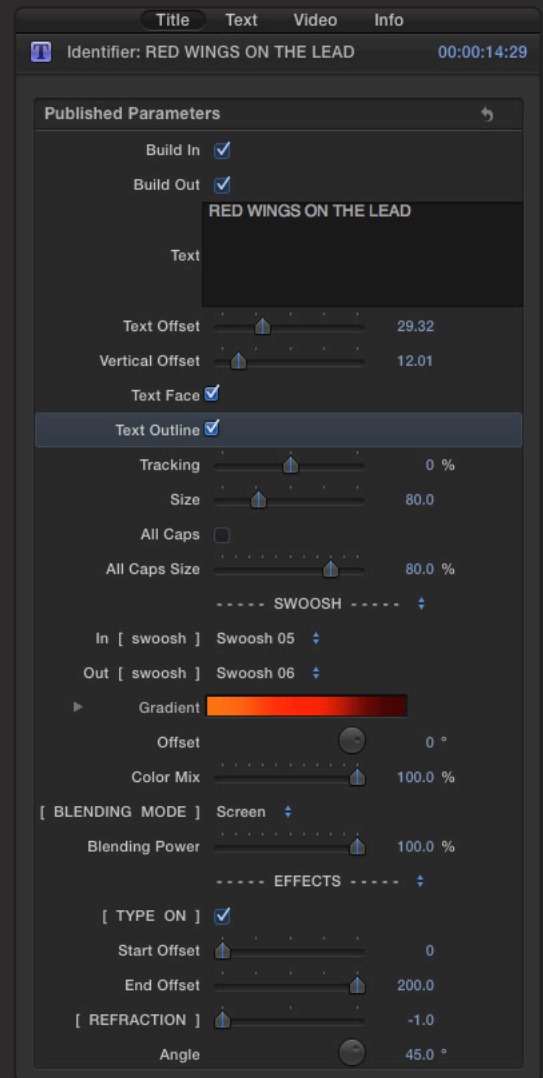 Title Text Video Info
Identifier: RED WINGS ON THE LEAD 00:00:14:29
Published Parameters
Build In
Build Out
RED WINGS ON THE LEAD
Text
Text Offset 29.32
Vertical Offset 12.01
Text Face
Text Outline
Tracking 0 %
Size 80.0
All Caps
All Caps Size 80.0 %
----- SWOOSH -----
In [ swoosh ] Swoosh 05
Out [ swoosh ] Swoosh 06
Gradient
Offset 0 °
Color Mix 100.0 %
[ BLENDING MODE ] Screen
Blending Power 100.0 %
----- EFFECTS -----
[ TYPE ON ]
Start Offset 0
End Offset 200.0
[ REFRACTION ] -1.0
Angle 45.0 °